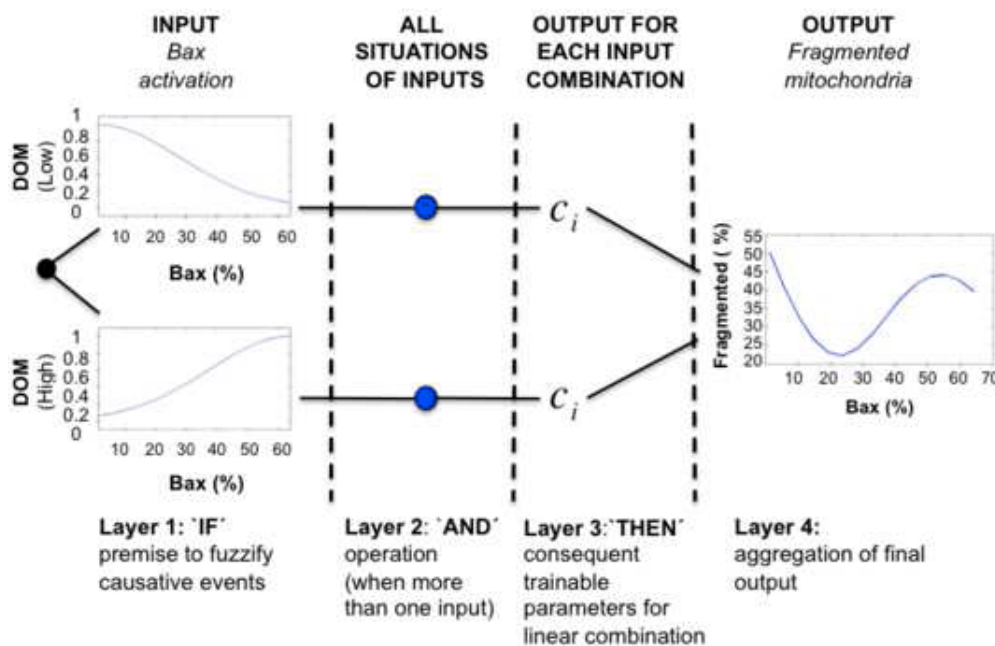 INPUT
Bax
activation
ALL
SITUATIONS
OF INPUTS
OUTPUT FOR
EACH INPUT
COMBINATION
OUTPUT
Fragmented
mitochondria
DOM
(Low)
1
0.8
0.6
0.4
0.2
0
10 20 30 40 50 60
Bax (%)
DOM
(High)
1
0.8
0.6
0.4
0.2
0
10 20 30 40 50 60
Bax (%)
c i
c i
Fragmented ( %)
55
50
45
40
35
30
25
20
10 20 30 40 50 60 70
Bax (%)
Layer 1: `IF´
premise to fuzzify
causative events
Layer 2: `AND´
operation
(when more
than one input)
Layer 3:`THEN´
consequent
trainable
parameters for
linear combination
Layer 4:
aggregation of final
output